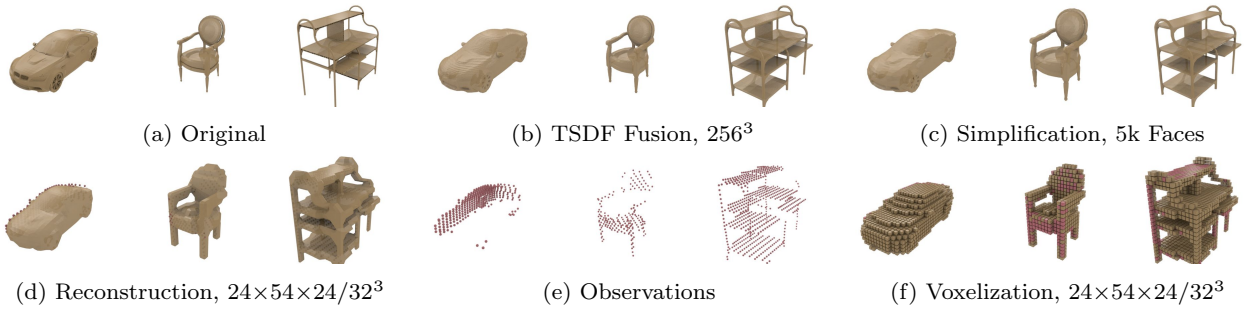 (a) Original
(b) TSDF Fusion, 256³
(c) Simplification, 5k Faces
(d) Reconstruction, 24×54×24/32³
(e) Observations
(f) Voxelization, 24×54×24/32³